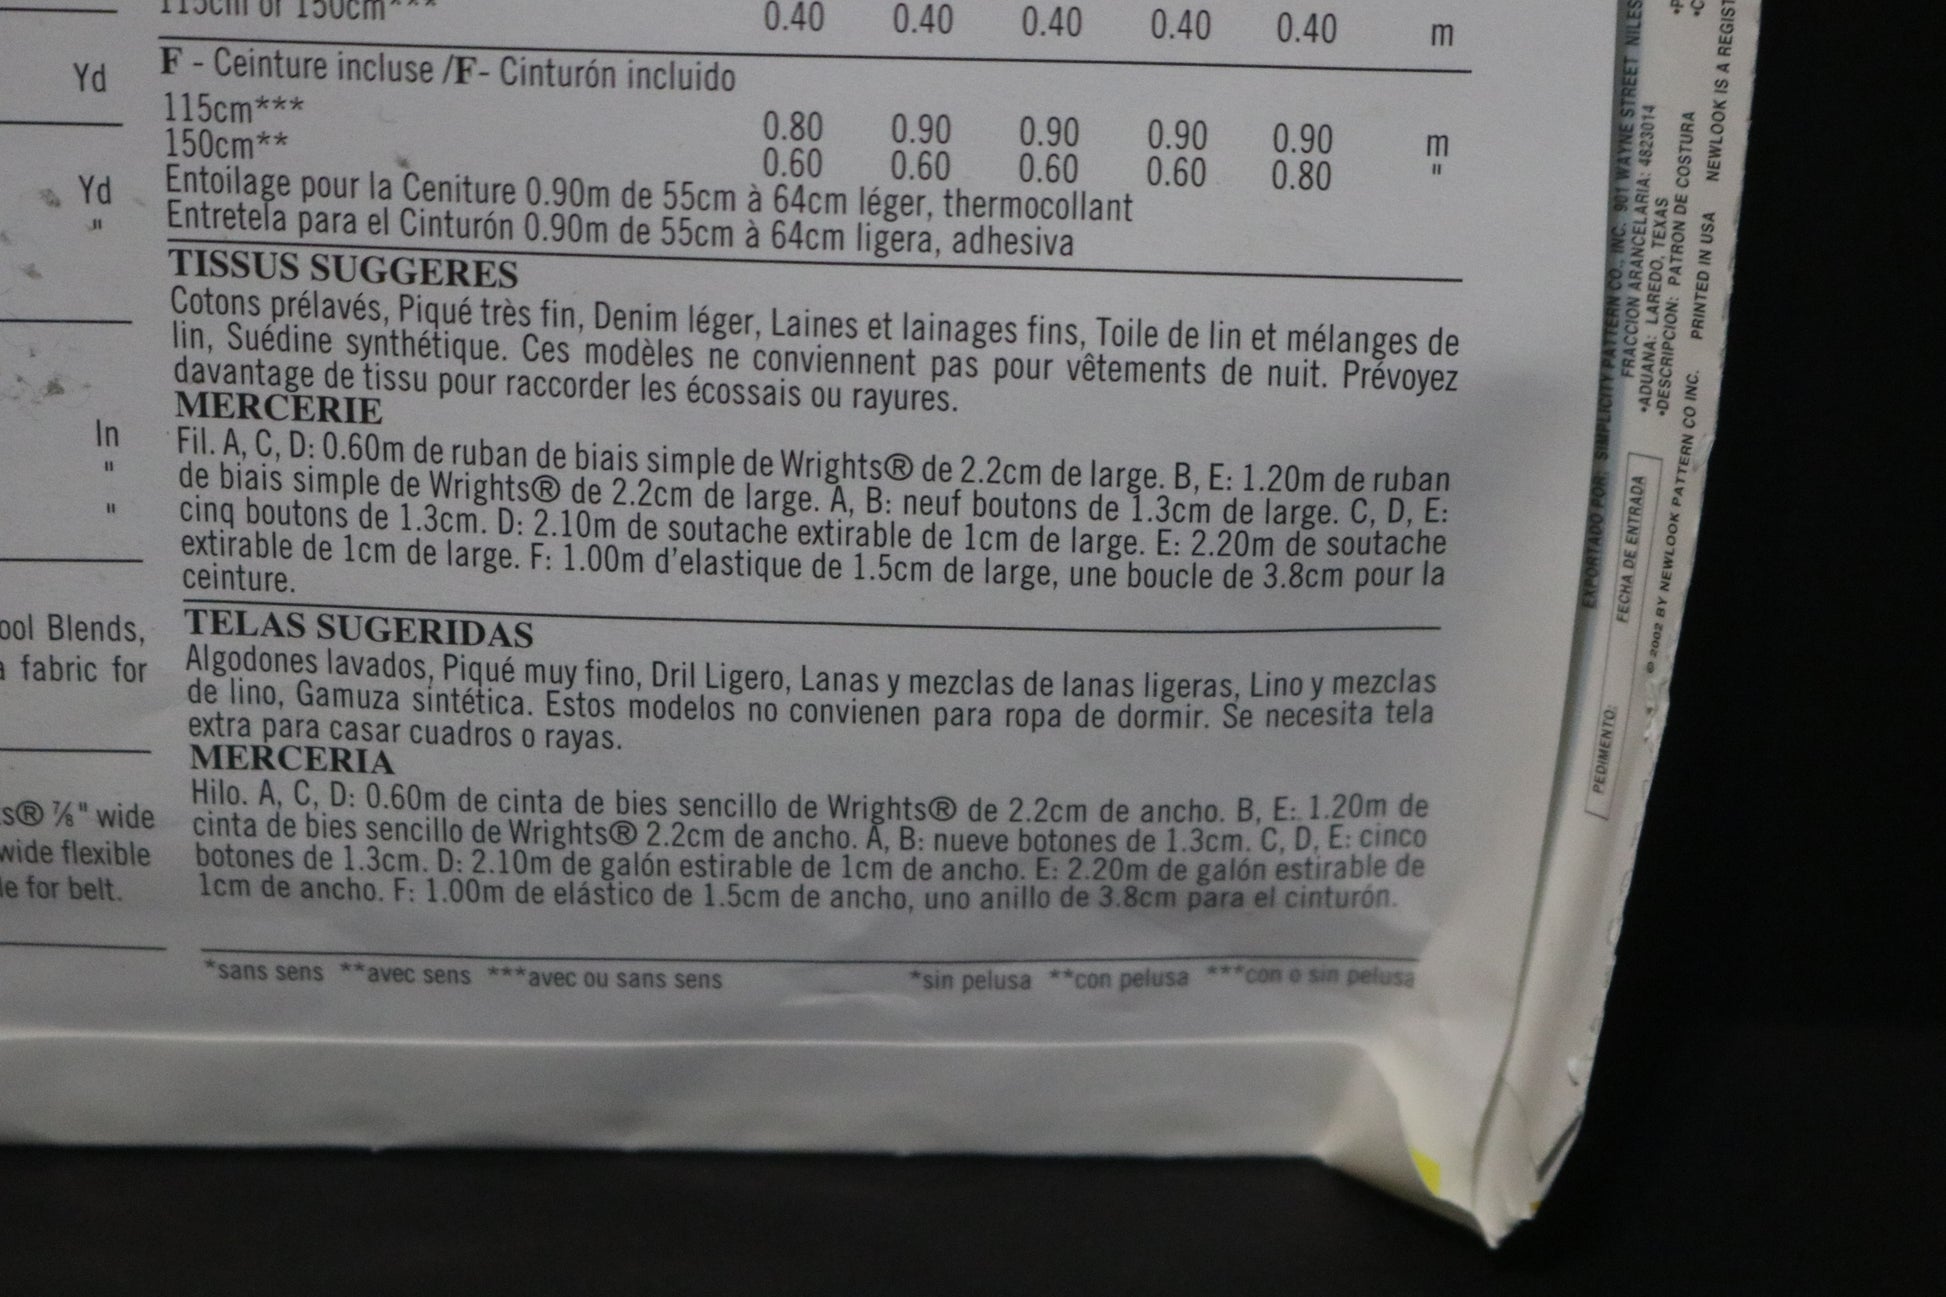 115cm or 150cm*** 0.40 0.40 0.40 0.40 0.40 m
F - Ceinture incluse /F- Cinturón incluido
115cm*** 0.80 0.90 0.90 0.90 0.90 m
150cm** 0.60 0.60 0.60 0.60 0.80 "
Entoilage pour la Ceniture 0.90m de 55cm à 64cm léger, thermocollant
Entretela para el Cinturón 0.90m de 55cm à 64cm ligera, adhesiva
TISSUS SUGGERES
Cotons prélavés, Piqué très fin, Denim léger, Laines et lainages fins, Toile de lin et mélanges de
lin, Suédine synthétique. Ces modèles ne conviennent pas pour vêtements de nuit. Prévoyez
davantage de tissu pour raccorder les écossais ou rayures.
MERCERIE
Fil. A, C, D: 0.60m de ruban de biais simple de Wrights® de 2.2cm de large. B, E: 1.20m de ruban
de biais simple de Wrights® de 2.2cm de large. A, B: neuf boutons de 1.3cm de large. C, D, E:
cinq boutons de 1.3cm. D: 2.10m de soutache extirable de 1cm de large. E: 2.20m de soutache
extirable de 1cm de large. F: 1.00m d'elastique de 1.5cm de large, une boucle de 3.8cm pour la
ceinture.
TELAS SUGERIDAS
Algodones lavados, Piqué muy fino, Dril Ligero, Lanas y mezclas de lanas ligeras, Lino y mezclas
de lino, Gamuza sintética. Estos modelos no convienen para ropa de dormir. Se necesita tela
extra para casar cuadros o rayas.
MERCERIA
Hilo. A, C, D: 0.60m de cinta de bies sencillo de Wrights® de 2.2cm de ancho. B, E: 1.20m de
cinta de bies sencillo de Wrights® 2.2cm de ancho. A, B: nueve botones de 1.3cm. C, D, E: cinco
botones de 1.3cm. D: 2.10m de galón estirable de 1cm de ancho. E: 2.20m de galón estirable de
1cm de ancho. F: 1.00m de elástico de 1.5cm de ancho, uno anillo de 3.8cm para el cinturón.
*sans sens **avec sens ***avec ou sans sens *sin pelusa **con pelusa ***con o sin pelusa
Yd
Yd
"
In
"
"
ool Blends,
a fabric for
s® ⅞" wide
wide flexible
le for belt.
EXPORTADO POR: SIMPLICITY PATTERN CO., INC. 901 WAYNE STREET NILES
FRACCION ARANCELARIA: 4823014
•ADUANA: LAREDO, TEXAS
•DESCRIPCION: PATRON DE COSTURA
PEDIMENTO: FECHA DE ENTRADA
© 2002 BY NEWLOOK PATTERN CO INC. PRINTED IN USA NEWLOOK IS A REGIST